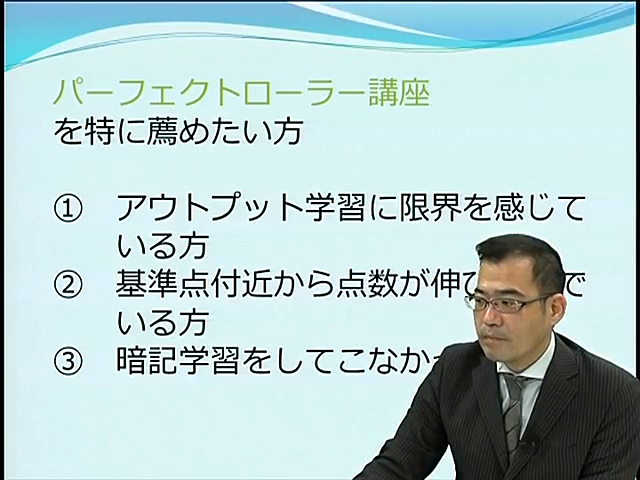 パーフェクトローラー講座
を特に薦めたい方
① アウトプット学習に限界を感じて
いる方
② 基準点付近から点数が伸び で
いる方
③ 暗記学習をしてこなか